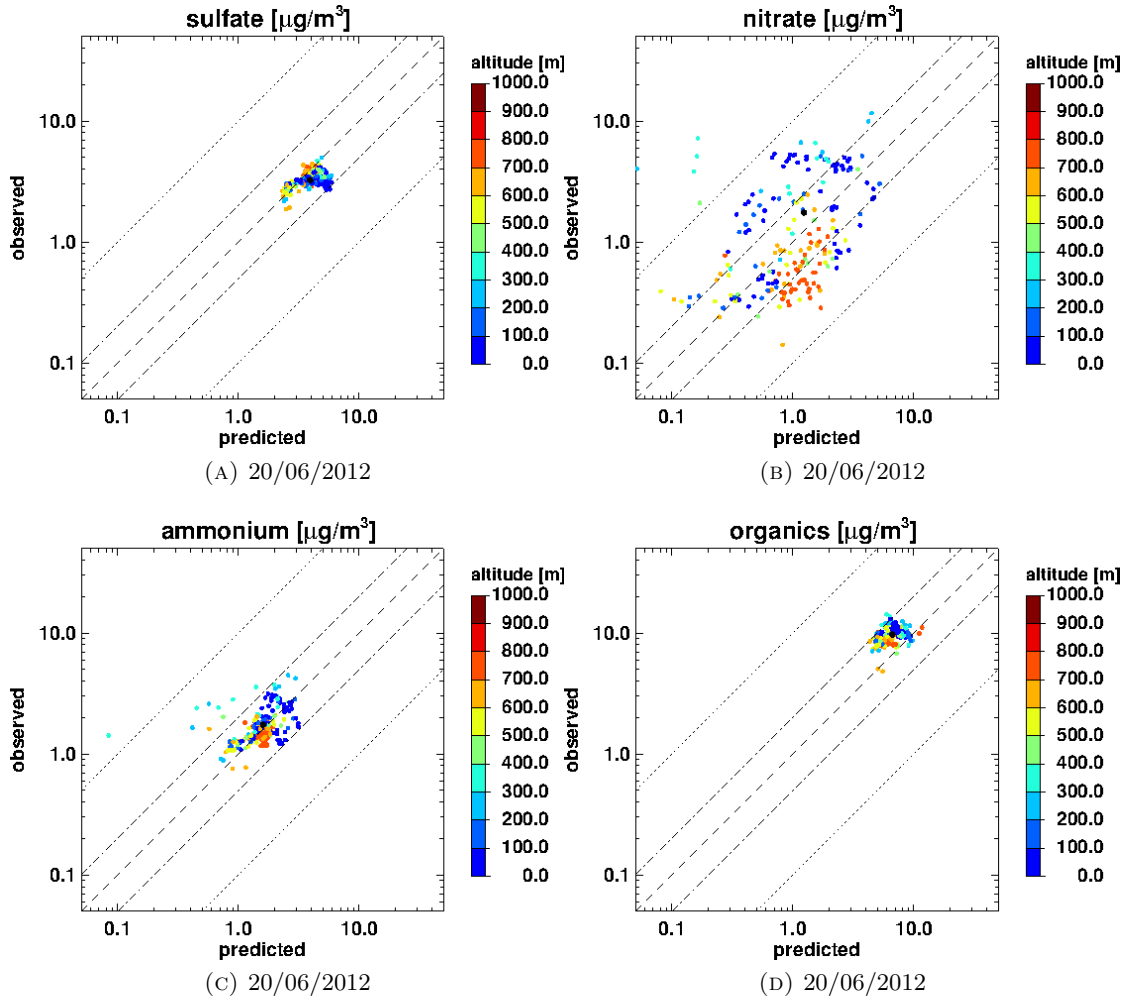 sulfate [μg/m³]
altitude [m]
1000.0
900.0
800.0
700.0
600.0
500.0
400.0
300.0
200.0
100.0
0.0
observed
10.0
1.0
0.1
0.1 1.0 10.0
predicted
(A) 20/06/2012
nitrate [μg/m³]
altitude [m]
1000.0
900.0
800.0
700.0
600.0
500.0
400.0
300.0
200.0
100.0
0.0
observed
10.0
1.0
0.1
0.1 1.0 10.0
predicted
(B) 20/06/2012
ammonium [μg/m³]
altitude [m]
1000.0
900.0
800.0
700.0
600.0
500.0
400.0
300.0
200.0
100.0
0.0
observed
10.0
1.0
0.1
0.1 1.0 10.0
predicted
(C) 20/06/2012
organics [μg/m³]
altitude [m]
1000.0
900.0
800.0
700.0
600.0
500.0
400.0
300.0
200.0
100.0
0.0
observed
10.0
1.0
0.1
0.1 1.0 10.0
predicted
(D) 20/06/2012